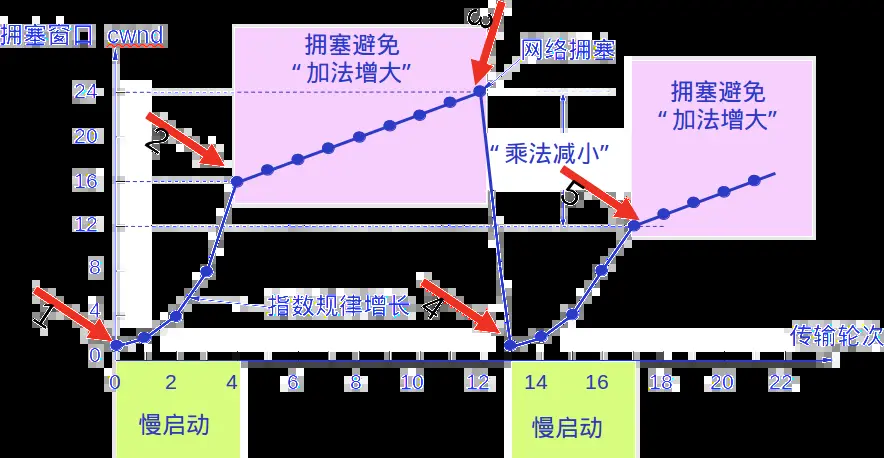 拥塞窗口 cwnd
3
拥塞避免
“加法增大”
网络拥塞
拥塞避免
“加法增大”
24
20
2
“乘法减小”
16
5
12
8
指数规律增长
4
1
4
0
传输轮次
0 2 4 6 8 10 12 14 16 18 20 22
慢启动
慢启动